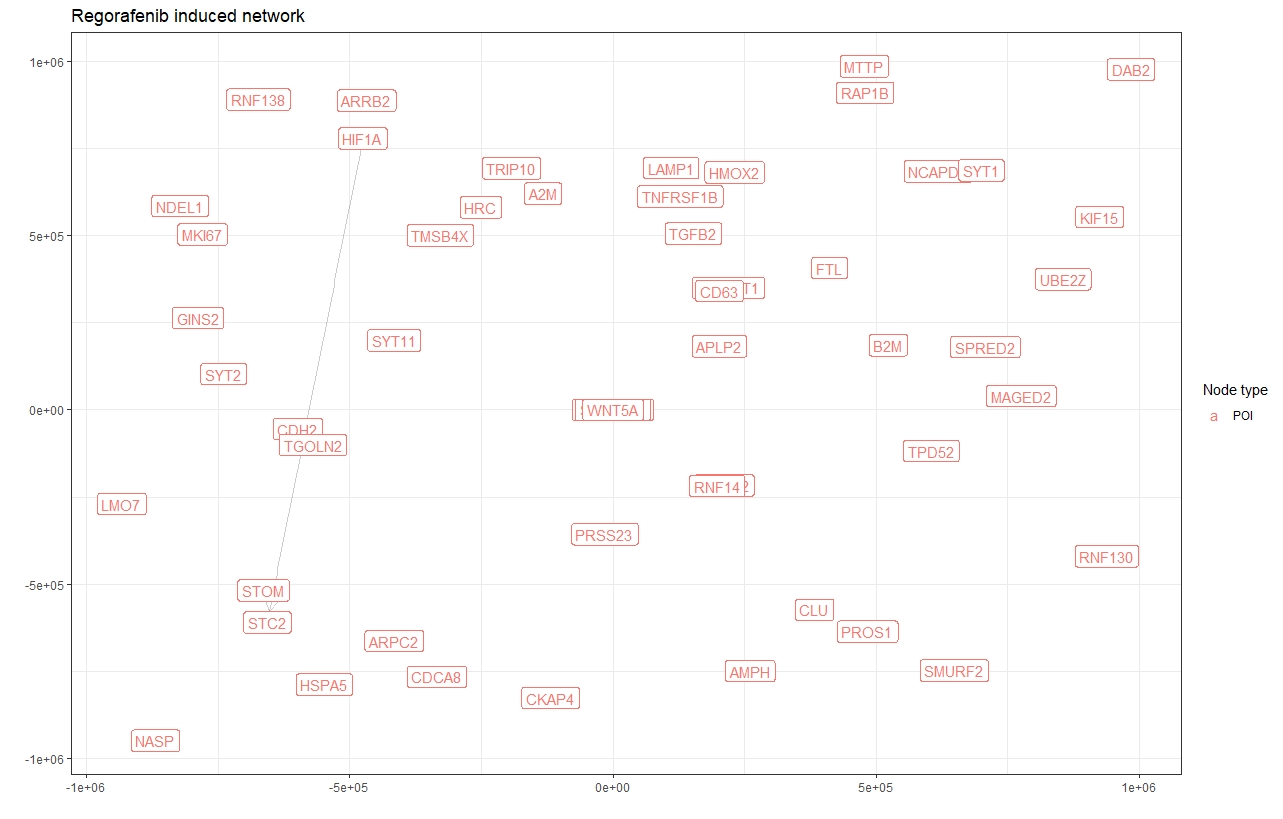 Regorafenib induced network
1e+06
5e+05
0e+00
-5e+05
-1e+06
MTTP
DAB2
RAP1B
RNF138
ARRB2
HIF1A
TRIP10
LAMP1
HMOX2
NCAPD
SYT1
A2M
TNFRSF1B
NDEL1
HRC
KIF15
MKI67
TMSB4X
TGFB2
FTL
UBE2Z
CD63
T1
GINS2
SYT11
APLP2
B2M
SPRED2
SYT2
MAGED2
WNT5A
CDH2
TGOLN2
TPD52
RNF14
LMO7
PRSS23
RNF130
STOM
CLU
STC2
PROS1
ARPC2
AMPH
SMURF2
CDCA8
HSPA5
CKAP4
NASP
-1e+06
-5e+05
0e+00
5e+05
1e+06
Node type
a POI